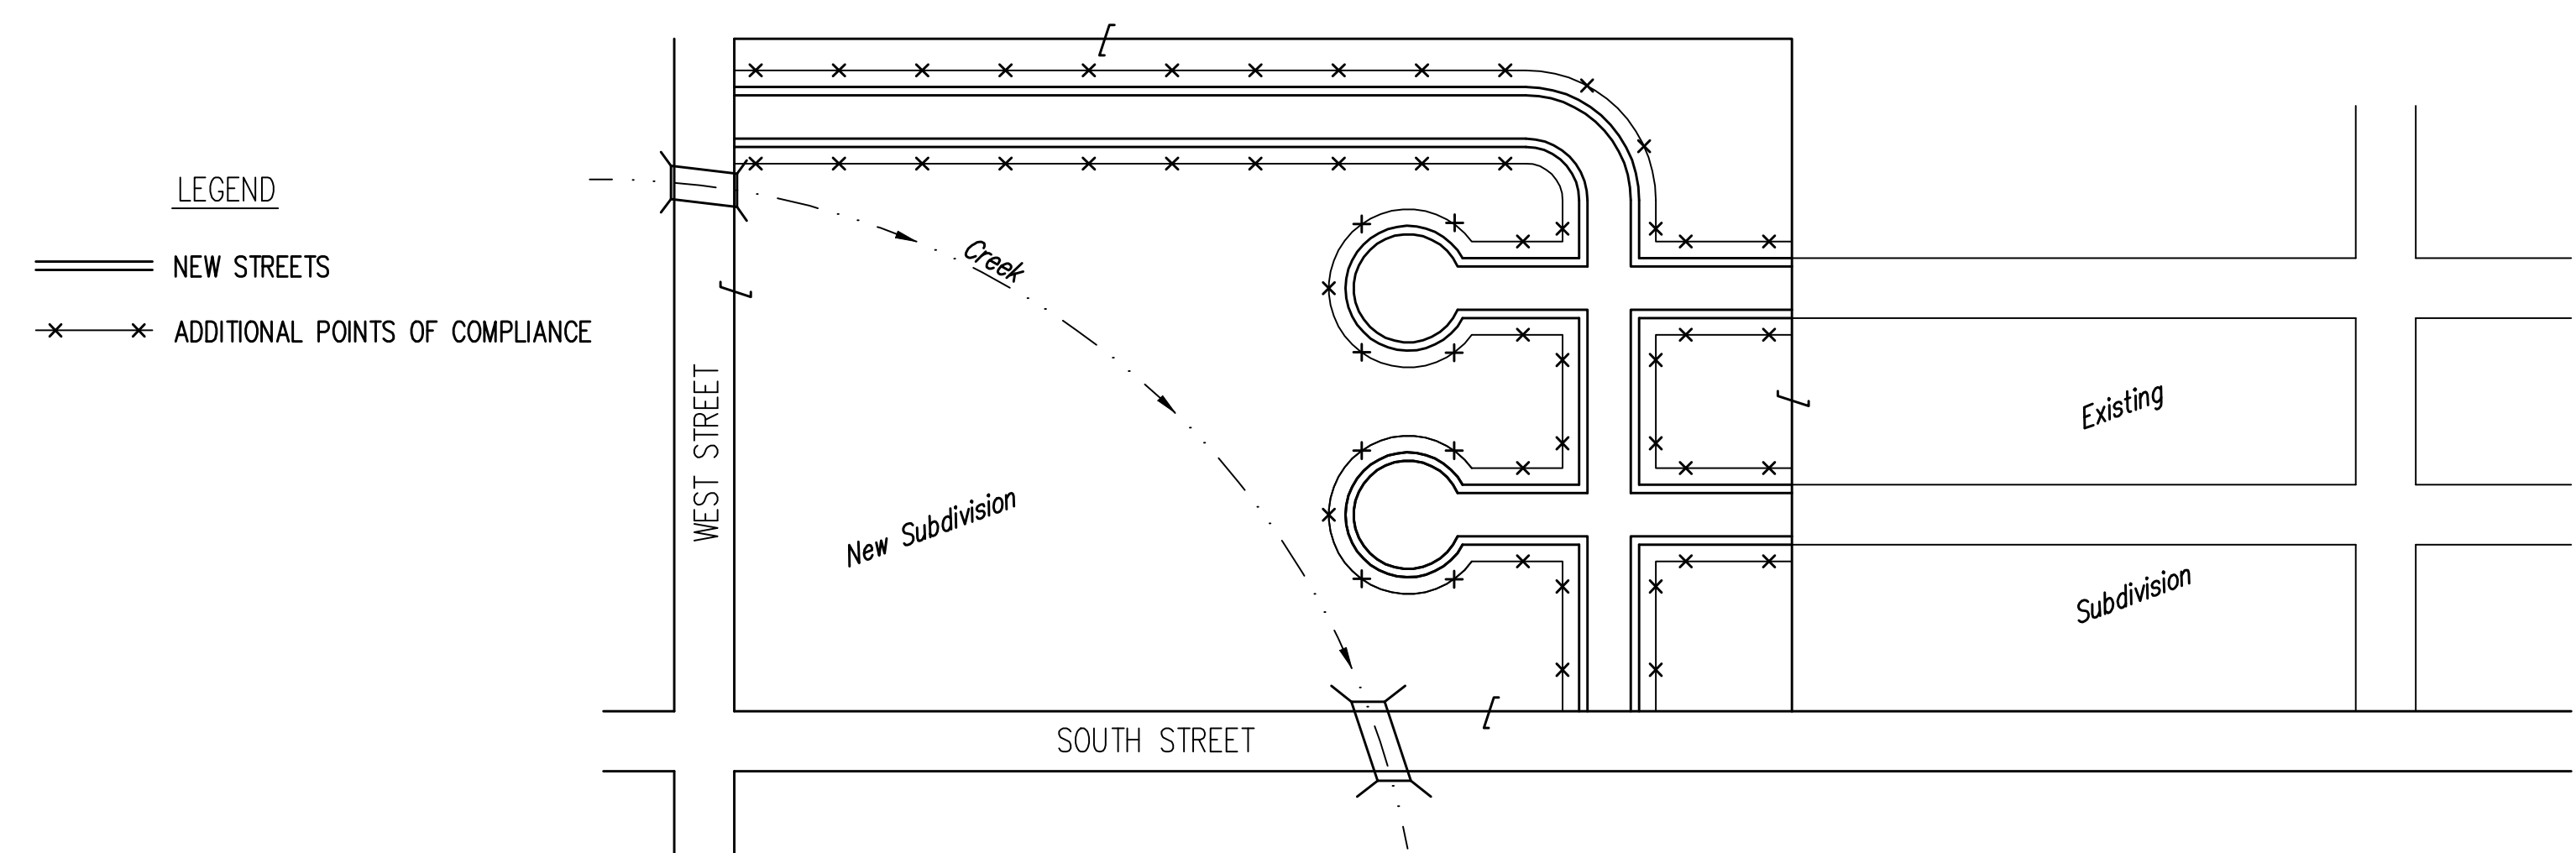 LEGEND
NEW STREETS
ADDITIONAL POINTS OF COMPLIANCE
WEST STREET
Creek
New Subdivision
SOUTH STREET
Existing
Subdivision